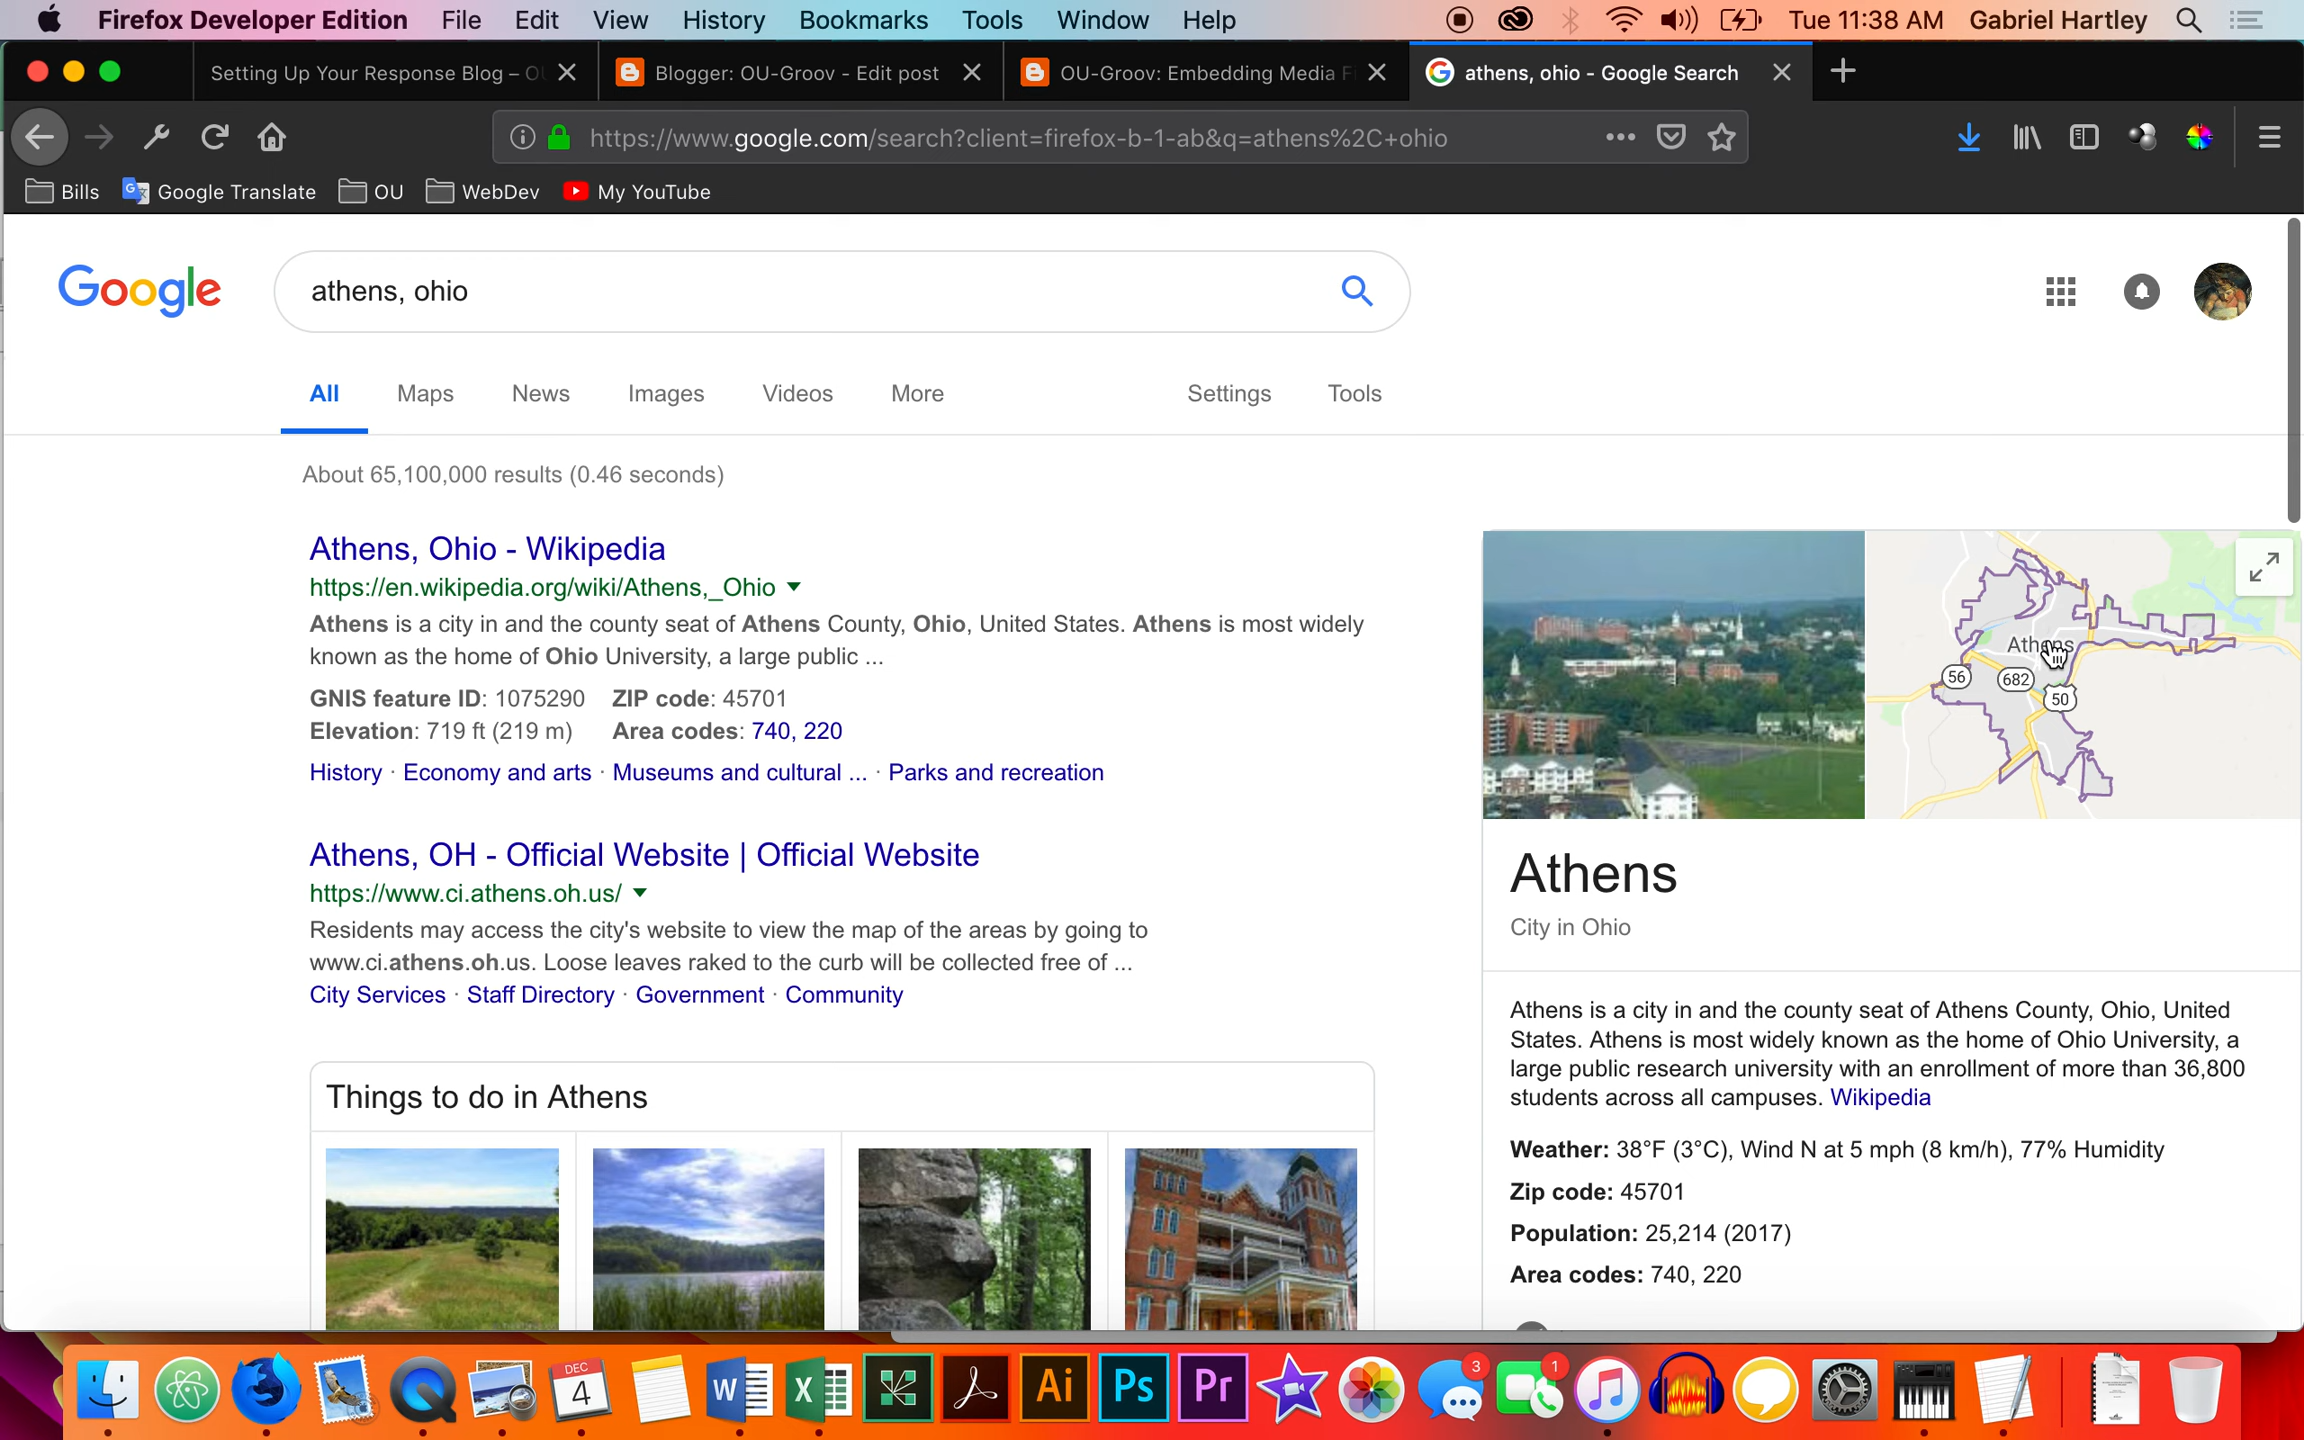 Firefox Developer Edition File Edit View History Bookmarks Tools Window Help Tue 11:38 AM Gabriel Hartley
Setting Up Your Response Blog – OU Blogger: OU-Groov - Edit post OU-Groov: Embedding Media F athens, ohio - Google Search
https://www.google.com/search?client=firefox-b-1-ab&q=athens%2C+ohio
Bills Google Translate OU WebDev My YouTube
Google athens, ohio
All Maps News Images Videos More Settings Tools
About 65,100,000 results (0.46 seconds)
Athens, Ohio - Wikipedia
https://en.wikipedia.org/wiki/Athens,_Ohio
Athens is a city in and the county seat of Athens County, Ohio, United States. Athens is most widely
known as the home of Ohio University, a large public ...
GNIS feature ID: 1075290 ZIP code: 45701
Elevation: 719 ft (219 m) Area codes: 740, 220
History · Economy and arts · Museums and cultural ... · Parks and recreation
Athens, OH - Official Website | Official Website
https://www.ci.athens.oh.us/
Residents may access the city's website to view the map of the areas by going to
www.ci.athens.oh.us. Loose leaves raked to the curb will be collected free of ...
City Services · Staff Directory · Government · Community
Things to do in Athens
Athens
56 682 50
Athens
City in Ohio
Athens is a city in and the county seat of Athens County, Ohio, United
States. Athens is most widely known as the home of Ohio University, a
large public research university with an enrollment of more than 36,800
students across all campuses. Wikipedia
Weather: 38°F (3°C), Wind N at 5 mph (8 km/h), 77% Humidity
Zip code: 45701
Population: 25,214 (2017)
Area codes: 740, 220
DEC 4 W X Ai Ps Pr 3 1